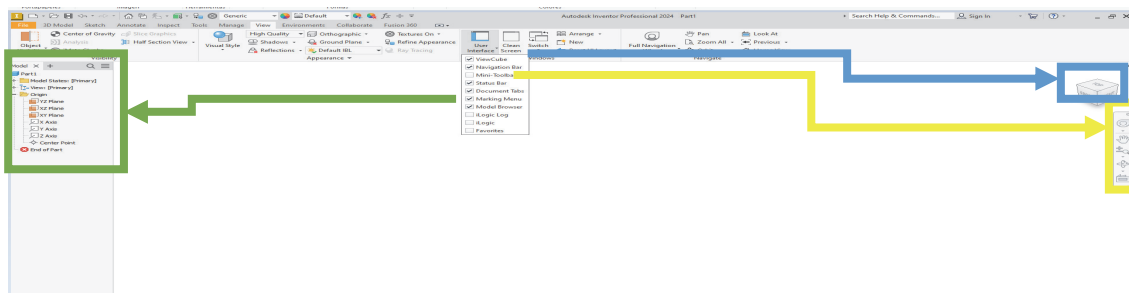 Generic
Default
Autodesk Inventor Professional 2024 Part1
Search Help & Commands...
Sign In
File 3D Model Sketch Annotate Inspect Tools Manage View Environments Collaborate Fusion 360
Object
Center of Gravity
Analysis
Slice Graphics
Half Section View
Visibility
Visual Style
High Quality
Shadows
Reflections
Orthographic
Ground Plane
Default IBL
Textures On
Refine Appearance
Ray Tracing
Appearance
User
Interface
Clean
Screen
Switch
Arrange
New
Full Navigation
Pan
Zoom All
Look At
Previous
Navigate
ViewCube
Navigation Bar
Mini-Toolba
Status Bar
Document Tabs
Marking Menu
Model Browser
iLogic Log
iLogic
Favorites
Model × +
Part1
Model States: [Primary]
View: [Primary]
Origin
YZ Plane
XZ Plane
XY Plane
X Axis
Y Axis
Z Axis
Center Point
End of Part